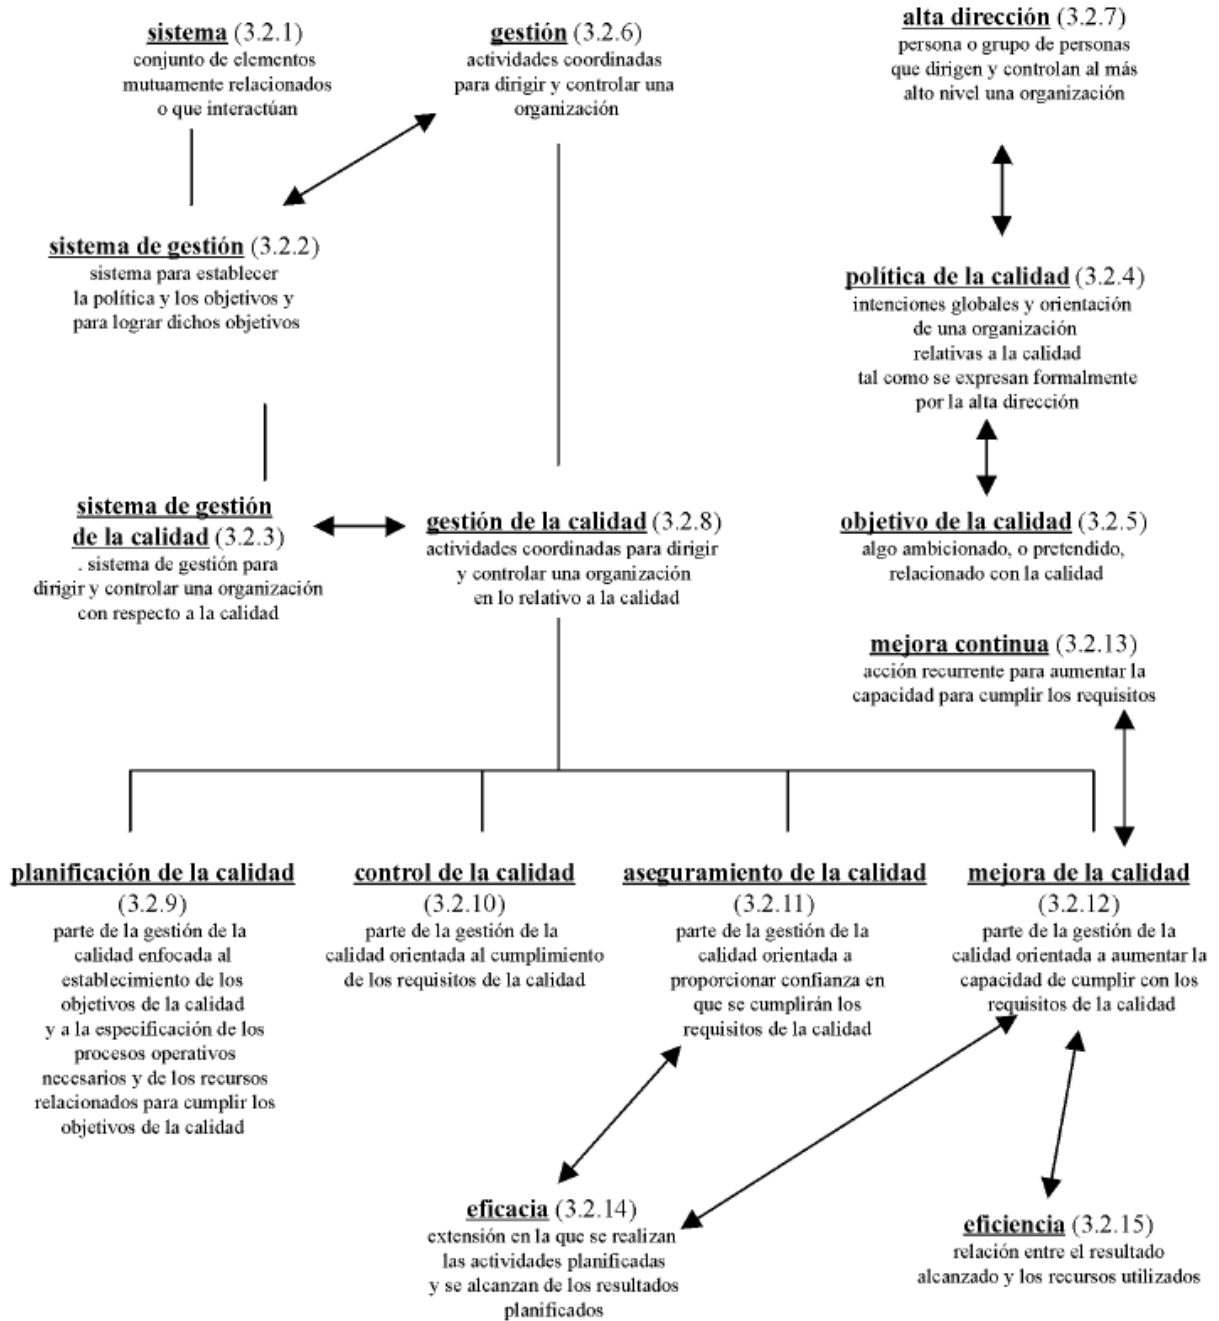 sistema (3.2.1)
conjunto de elementos
mutuamente relacionados
o que interactúan
gestión (3.2.6)
actividades coordinadas
para dirigir y controlar una
organización
alta dirección (3.2.7)
persona o grupo de personas
que dirigen y controlan al más
alto nivel una organización
sistema de gestión (3.2.2)
sistema para establecer
la política y los objetivos y
para lograr dichos objetivos
política de la calidad (3.2.4)
intenciones globales y orientación
de una organización
relativas a la calidad
tal como se expresan formalmente
por la alta dirección
sistema de gestión
de la calidad (3.2.3)
. sistema de gestión para
dirigir y controlar una organización
con respecto a la calidad
gestión de la calidad (3.2.8)
actividades coordinadas para dirigir
y controlar una organización
en lo relativo a la calidad
objetivo de la calidad (3.2.5)
algo ambicionado, o pretendido,
relacionado con la calidad
mejora continua (3.2.13)
acción recurrente para aumentar la
capacidad para cumplir los requisitos
planificación de la calidad
(3.2.9)
parte de la gestión de la
calidad enfocada al
establecimiento de los
objetivos de la calidad
y a la especificación de los
procesos operativos
necesarios y de los recursos
relacionados para cumplir los
objetivos de la calidad
control de la calidad
(3.2.10)
parte de la gestión de la
calidad orientada al cumplimiento
de los requisitos de la calidad
aseguramiento de la calidad
(3.2.11)
parte de la gestión de la
calidad orientada a
proporcionar confianza en
que se cumplirán los
requisitos de la calidad
mejora de la calidad
(3.2.12)
parte de la gestión de la
calidad orientada a aumentar la
capacidad de cumplir con los
requisitos de la calidad
eficacia (3.2.14)
extensión en la que se realizan
las actividades planificadas
y se alcanzan de los resultados
planificados
eficiencia (3.2.15)
relación entre el resultado
alcanzado y los recursos utilizados